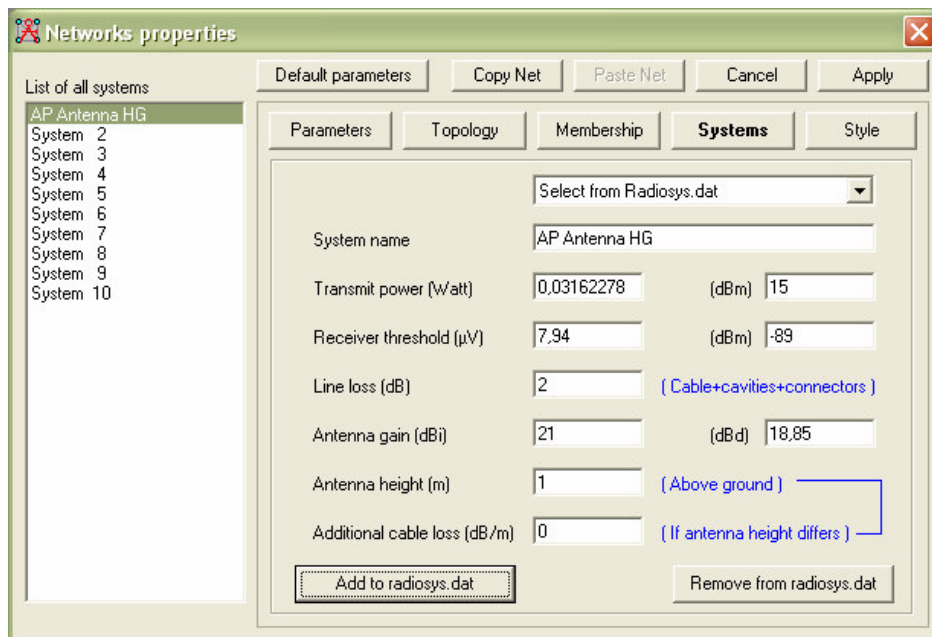 Networks properties
List of all systems
AP Antenna HG
System 2
System 3
System 4
System 5
System 6
System 7
System 8
System 9
System 10
Default parameters Copy Net Paste Net Cancel Apply
Parameters Topology Membership Systems Style
Select from Radiosys.dat
System name AP Antenna HG
Transmit power (Watt) 0,03162278 (dBm) 15
Receiver threshold (µV) 7,94 (dBm) -89
Line loss (dB) 2 ( Cable+cavities+connectors )
Antenna gain (dBi) 21 (dBd) 18,85
Antenna height (m) 1 ( Above ground )
Additional cable loss (dB/m) 0 ( If antenna height differs )
Add to radiosys.dat Remove from radiosys.dat